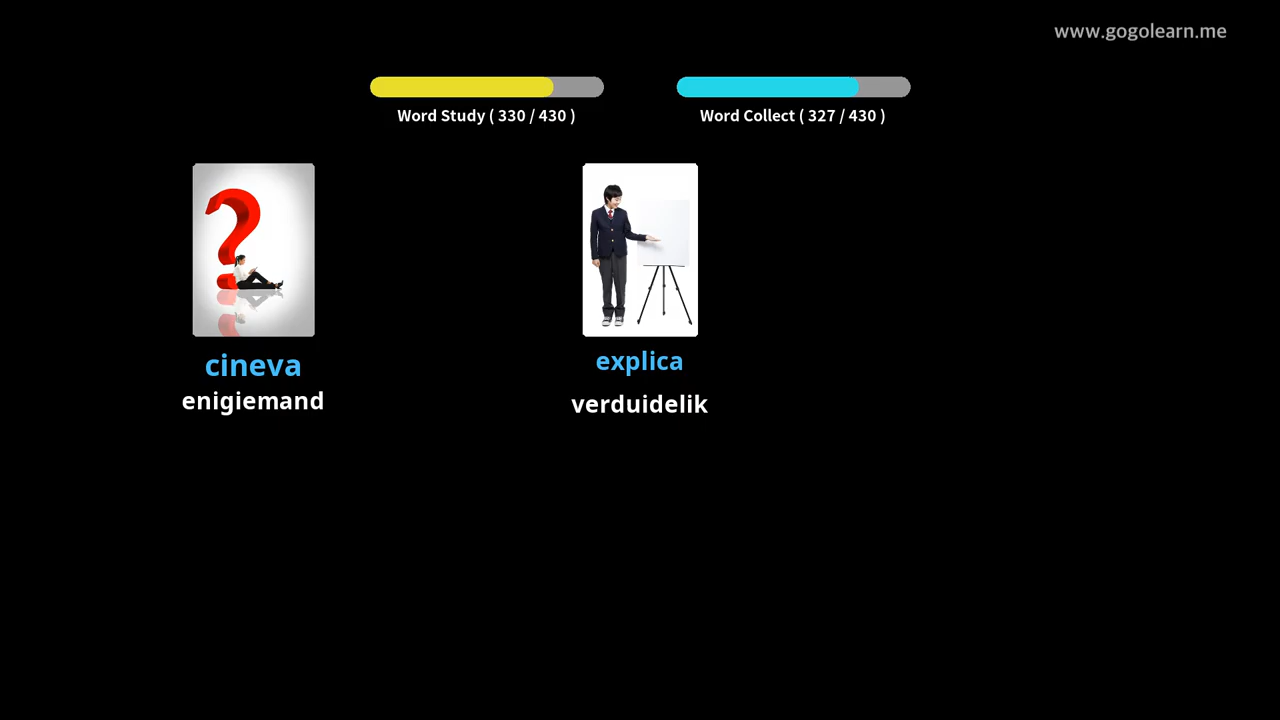 www.gogolearn.me
Word Study ( 330 / 430 )
Word Collect ( 327 / 430 )
cineva
enigiemand
explica
verduidelik